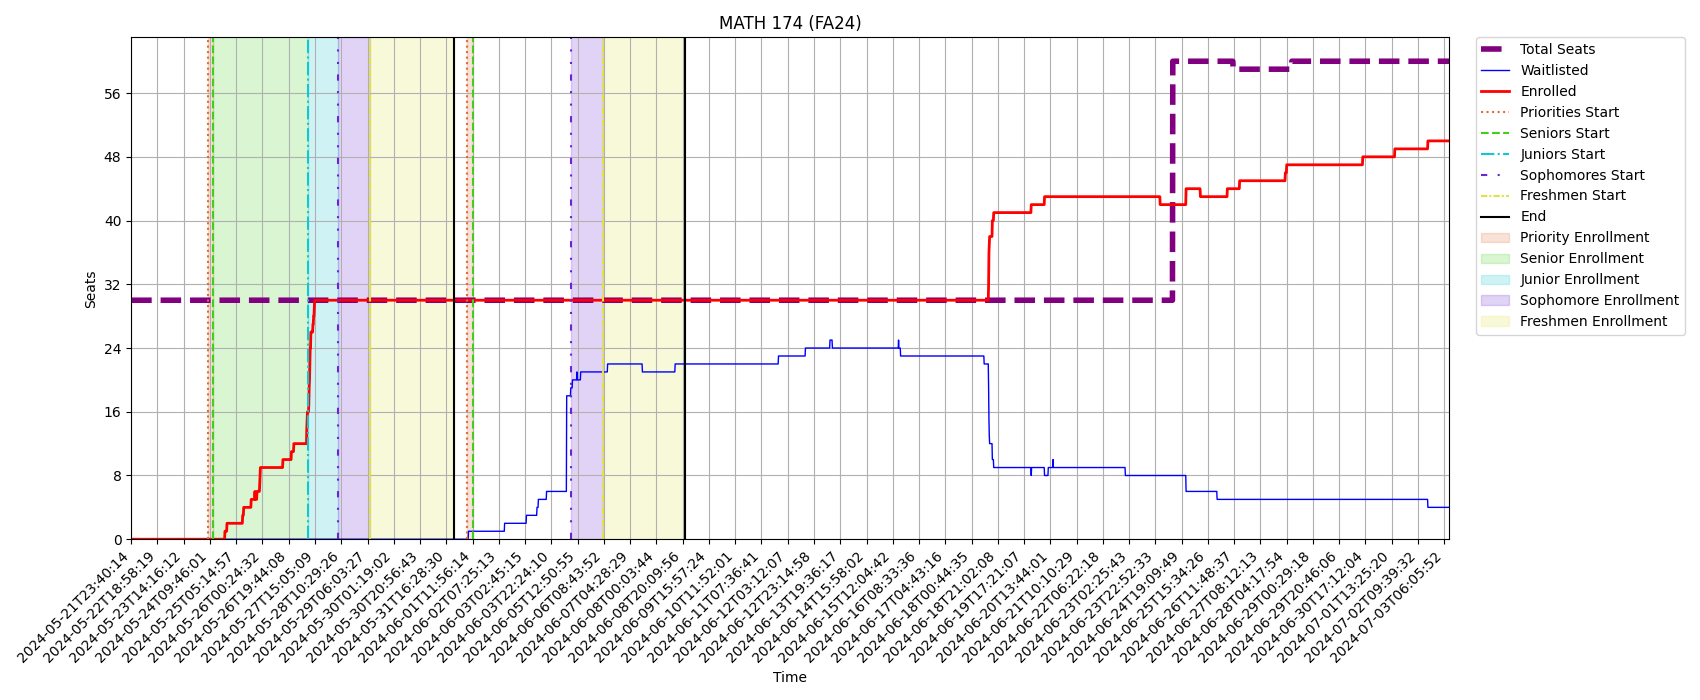 MATH 174 (FA24)
Total Seats
Waitlisted
Enrolled
Priorities Start
Seniors Start
Juniors Start
Sophomores Start
Freshmen Start
End
Priority Enrollment
Senior Enrollment
Junior Enrollment
Sophomore Enrollment
Freshmen Enrollment
Seats
56
48
40
32
24
16
8
0
2024-05-21T23:40:14
2024-05-22T18:58:19
2024-05-23T14:16:12
2024-05-24T09:46:01
2024-05-25T05:14:57
2024-05-26T00:24:32
2024-05-26T19:44:08
2024-05-27T15:05:09
2024-05-28T10:29:26
2024-05-29T06:03:27
2024-05-30T01:19:02
2024-05-30T20:56:43
2024-05-31T16:28:30
2024-06-01T11:56:14
2024-06-02T07:25:13
2024-06-03T02:45:15
2024-06-03T22:24:10
2024-06-05T12:50:55
2024-06-06T08:43:52
2024-06-07T04:28:29
2024-06-08T00:03:44
2024-06-08T20:09:56
2024-06-09T15:57:24
2024-06-10T11:52:01
2024-06-11T07:36:41
2024-06-12T03:12:07
2024-06-12T23:14:58
2024-06-13T19:36:17
2024-06-14T15:58:02
2024-06-15T12:04:42
2024-06-16T08:33:36
2024-06-17T04:43:16
2024-06-18T00:44:35
2024-06-18T21:02:08
2024-06-19T17:21:07
2024-06-20T13:44:01
2024-06-21T10:10:29
2024-06-22T06:22:18
2024-06-23T02:25:43
2024-06-23T22:52:33
2024-06-24T19:09:49
2024-06-25T15:34:26
2024-06-26T11:48:37
2024-06-27T08:12:13
2024-06-28T04:17:54
2024-06-29T00:29:18
2024-06-29T20:46:06
2024-06-30T17:12:04
2024-07-01T13:25:20
2024-07-02T09:39:32
2024-07-03T06:05:52
Time